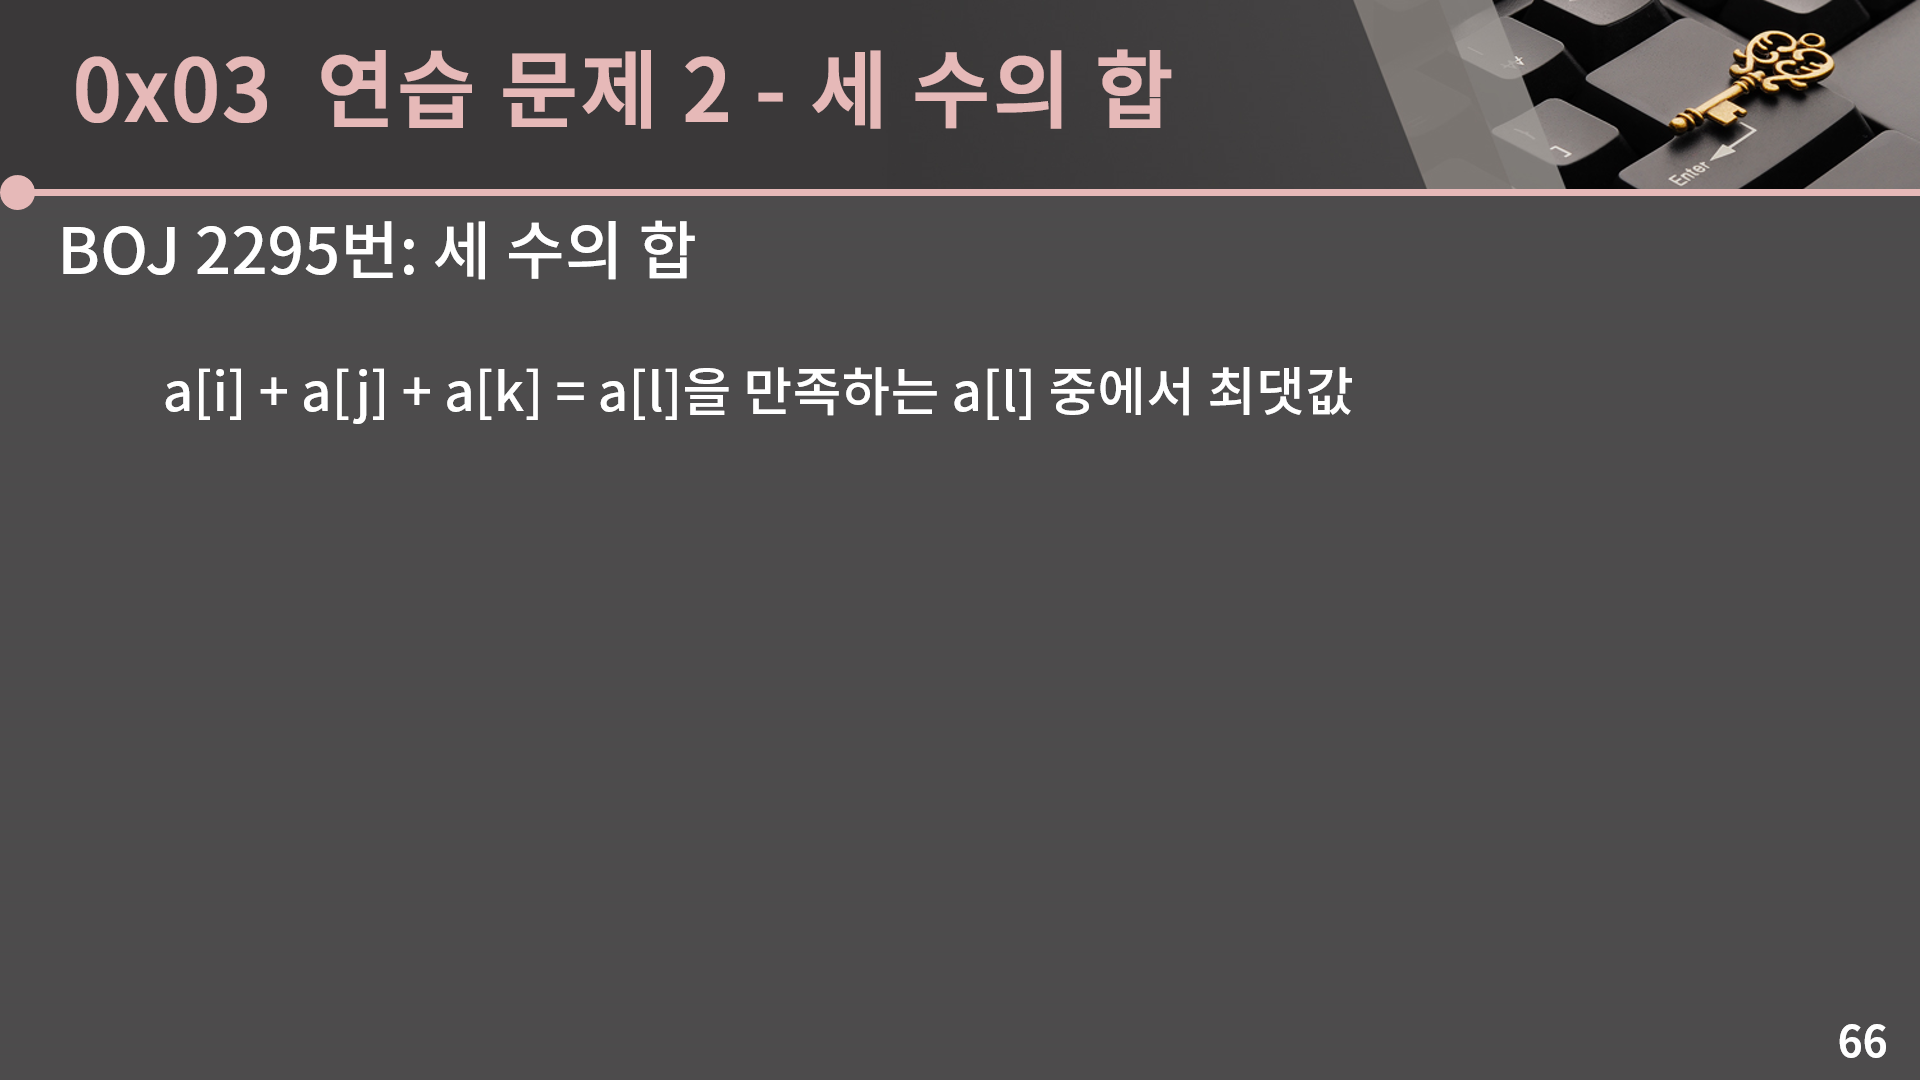 0x03 연습 문제 2 - 세 수의 합
Enter
BOJ 2295번: 세 수의 합
a[i] + a[j] + a[k] = a[l]을 만족하는 a[l] 중에서 최댓값
66